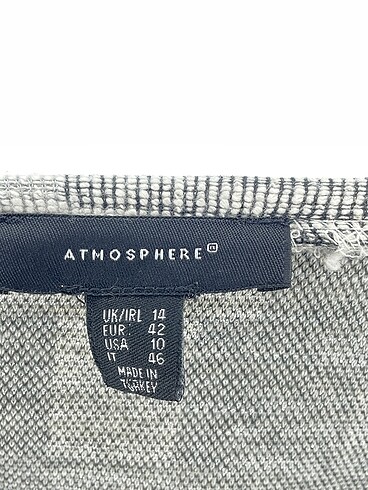 ATMOSPHERE
UK/IRL 14
EUR 42
USA 10
IT 46
MADE IN
TURKEY